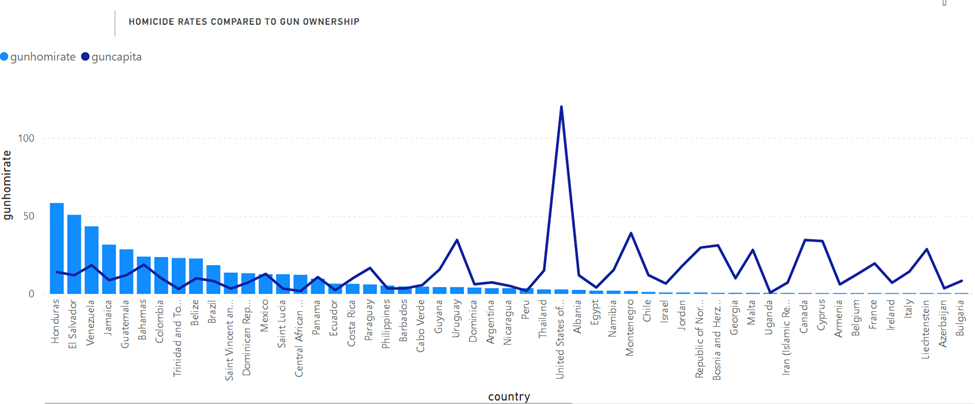 HOMICIDE RATES COMPARED TO GUN OWNERSHIP
gunhomirate guncapita
gunhomirate
100
50
0
Honduras
El Salvador
Venezuela
Jamaica
Guatemala
Bahamas
Colombia
Trinidad and To...
Belize
Brazil
Saint Vincent an...
Dominican Rep...
Mexico
Saint Lucia
Central African ...
Panama
Ecuador
Costa Rica
Paraguay
Philippines
Barbados
Cabo Verde
Guyana
Uruguay
Dominica
Argentina
Nicaragua
Peru
Thailand
United States of...
Albania
Egypt
Namibia
Montenegro
Chile
Israel
Jordan
Republic of Nor...
Bosnia and Herz...
Georgia
Malta
Uganda
Iran (Islamic Re...
Canada
Cyprus
Armenia
Belgium
France
Ireland
Italy
Liechtenstein
Azerbaijan
Bulgaria
country